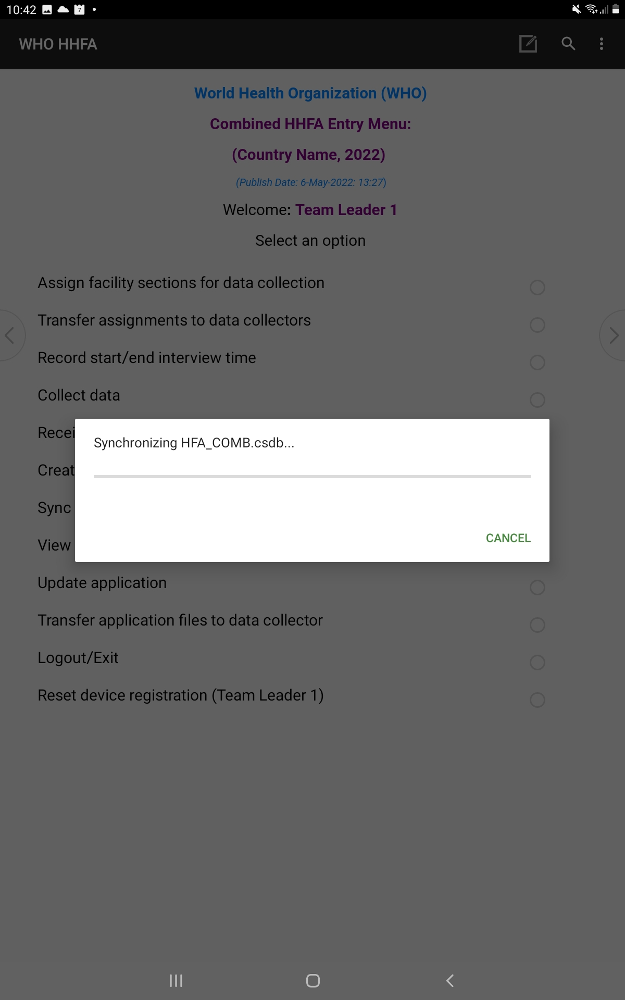 10:42
7
WHO HHFA
World Health Organization (WHO)
Combined HHFA Entry Menu:
(Country Name, 2022)
(Publish Date: 6-May-2022: 13:27)
Welcome: Team Leader 1
Select an option
Assign facility sections for data collection
Transfer assignments to data collectors
Record start/end interview time
Collect data
Recei
Creat
Sync
View
Synchronizing HFA_COMB.csdb...
CANCEL
Update application
Transfer application files to data collector
Logout/Exit
Reset device registration (Team Leader 1)